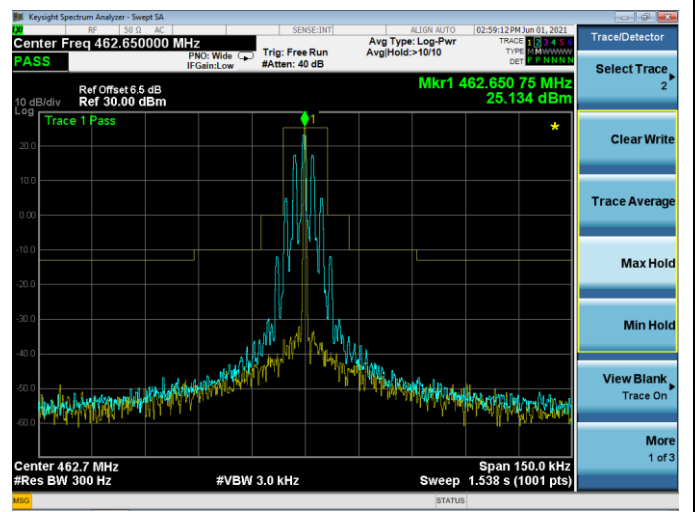 Keysight Spectrum Analyzer - Swept SA
RF 50 Ω AC SENSE:INT ALIGN AUTO 02:59:12 PM Jun 01, 2021
Center Freq 462.650000 MHz
PASS
PNO: Wide
IFGain:Low
Trig: Free Run
#Atten: 40 dB
Avg Type: Log-Pwr
Avg|Hold:>10/10
TRACE 1 2 3 4 5 6
TYPE M M W W W W
DET P P N N N N
Ref Offset 6.5 dB
Ref 30.00 dBm
10 dB/div
Log
Mkr1 462.650 75 MHz
25.134 dBm
Trace 1 Pass
1
20.0
10.0
0.00
-10.0
-20.0
-30.0
-40.0
-50.0
-60.0
Center 462.7 MHz
#Res BW 300 Hz
#VBW 3.0 kHz
Span 150.0 kHz
Sweep 1.538 s (1001 pts)
MSG
STATUS
Trace/Detector
Select Trace
2
Clear Write
Trace Average
Max Hold
Min Hold
View Blank
Trace On
More
1 of 3